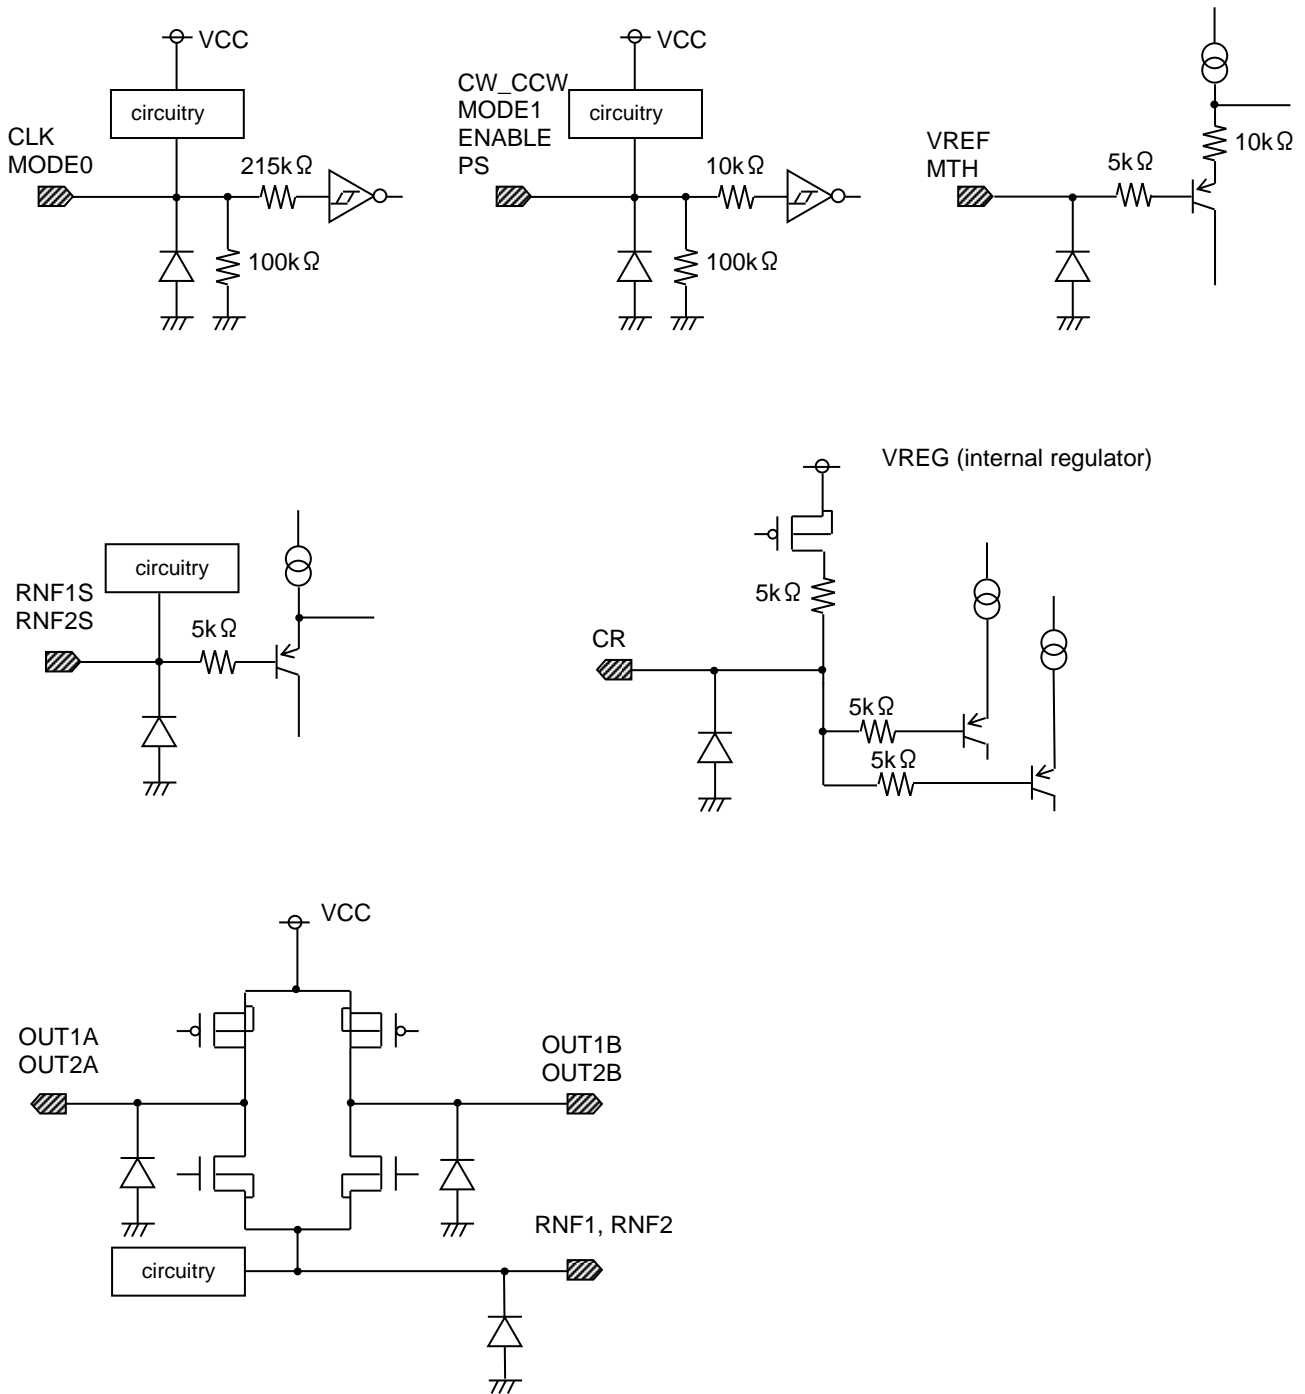 VCC
circuitry
CLK
MODE0
215kΩ
100kΩ
VCC
CW_CCW
MODE1
ENABLE
PS
circuitry
10kΩ
100kΩ
VREF
MTH
5kΩ
10kΩ
RNF1S
RNF2S
circuitry
5kΩ
VREG (internal regulator)
5kΩ
CR
5kΩ
5kΩ
VCC
OUT1A
OUT2A
OUT1B
OUT2B
RNF1, RNF2
circuitry